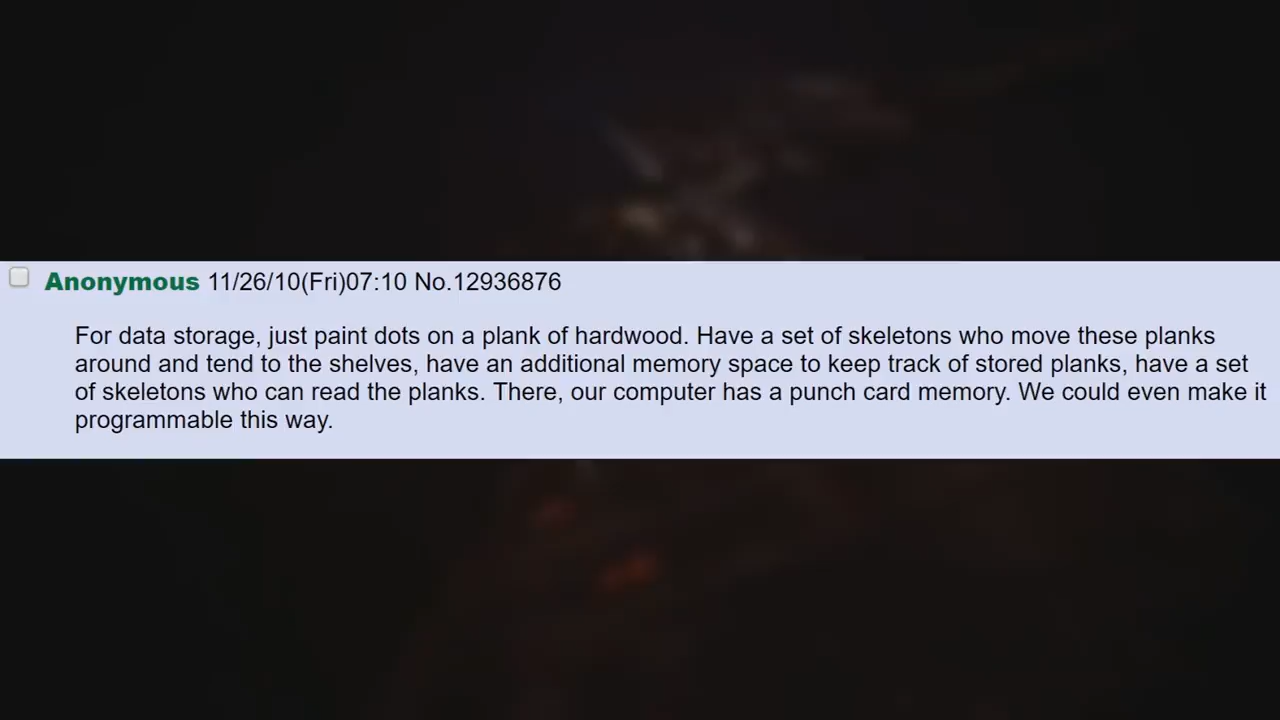 Anonymous 11/26/10(Fri)07:10 No.12936876
For data storage, just paint dots on a plank of hardwood. Have a set of skeletons who move these planks
around and tend to the shelves, have an additional memory space to keep track of stored planks, have a set
of skeletons who can read the planks. There, our computer has a punch card memory. We could even make it
programmable this way.